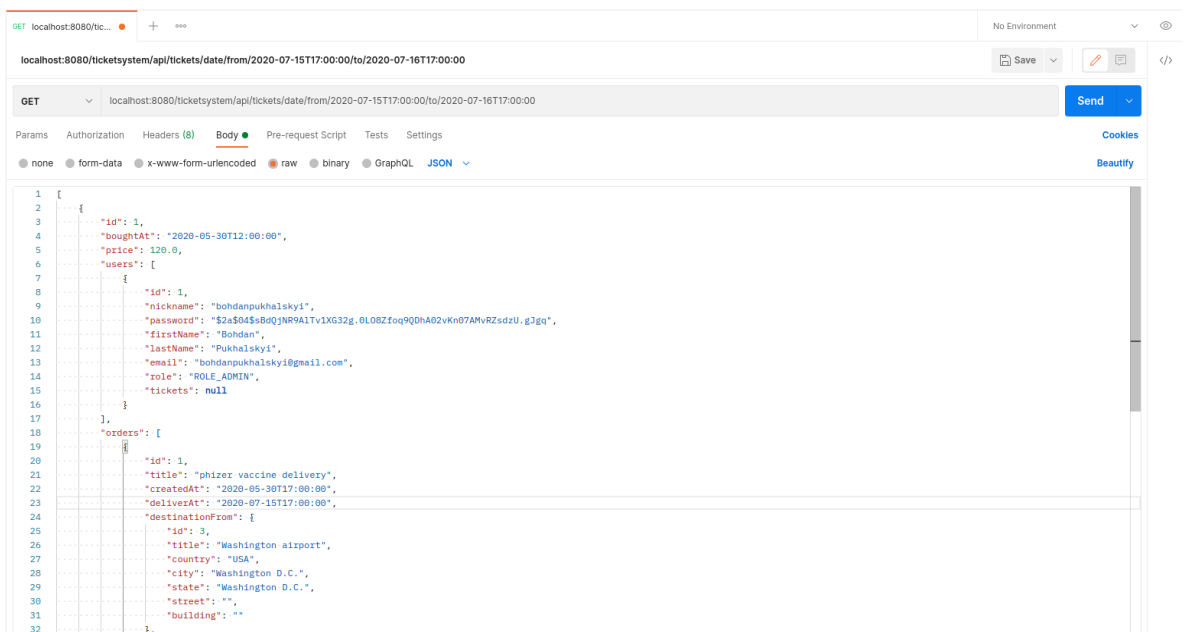 GET localhost:8080/tic... + ooo No Environment
localhost:8080/ticketsystem/api/tickets/date/from/2020-07-15T17:00:00/to/2020-07-16T17:00:00 Save </>
GET localhost:8080/ticketsystem/api/tickets/date/from/2020-07-15T17:00:00/to/2020-07-16T17:00:00 Send
Params Authorization Headers (8) Body Pre-request Script Tests Settings Cookies
none form-data x-www-form-urlencoded raw binary GraphQL JSON Beautify
1 [
2 {
3 "id": 1,
4 "boughtAt": "2020-05-30T12:00:00",
5 "price": 120.0,
6 "users": [
7 {
8 "id": 1,
9 "nickname": "bohdanpukhalskyi",
10 "password": "$2a$04$sBdQjNR9AlTv1XG32g.0LO8Zfoq9QDhA02vKn07AMvRZsdzU.gJgq",
11 "firstName": "Bohdan",
12 "lastName": "Pukhalskyi",
13 "email": "bohdanpukhalskyi@gmail.com",
14 "role": "ROLE_ADMIN",
15 "tickets": null
16 }
17 ],
18 "orders": [
19 {
20 "id": 1,
21 "title": "phizer vaccine delivery",
22 "createdAt": "2020-05-30T17:00:00",
23 "deliverAt": "2020-07-15T17:00:00",
24 "destinationFrom": {
25 "id": 3,
26 "title": "Washington airport",
27 "country": "USA",
28 "city": "Washington D.C.",
29 "state": "Washington D.C.",
30 "street": "",
31 "building": ""
32 },